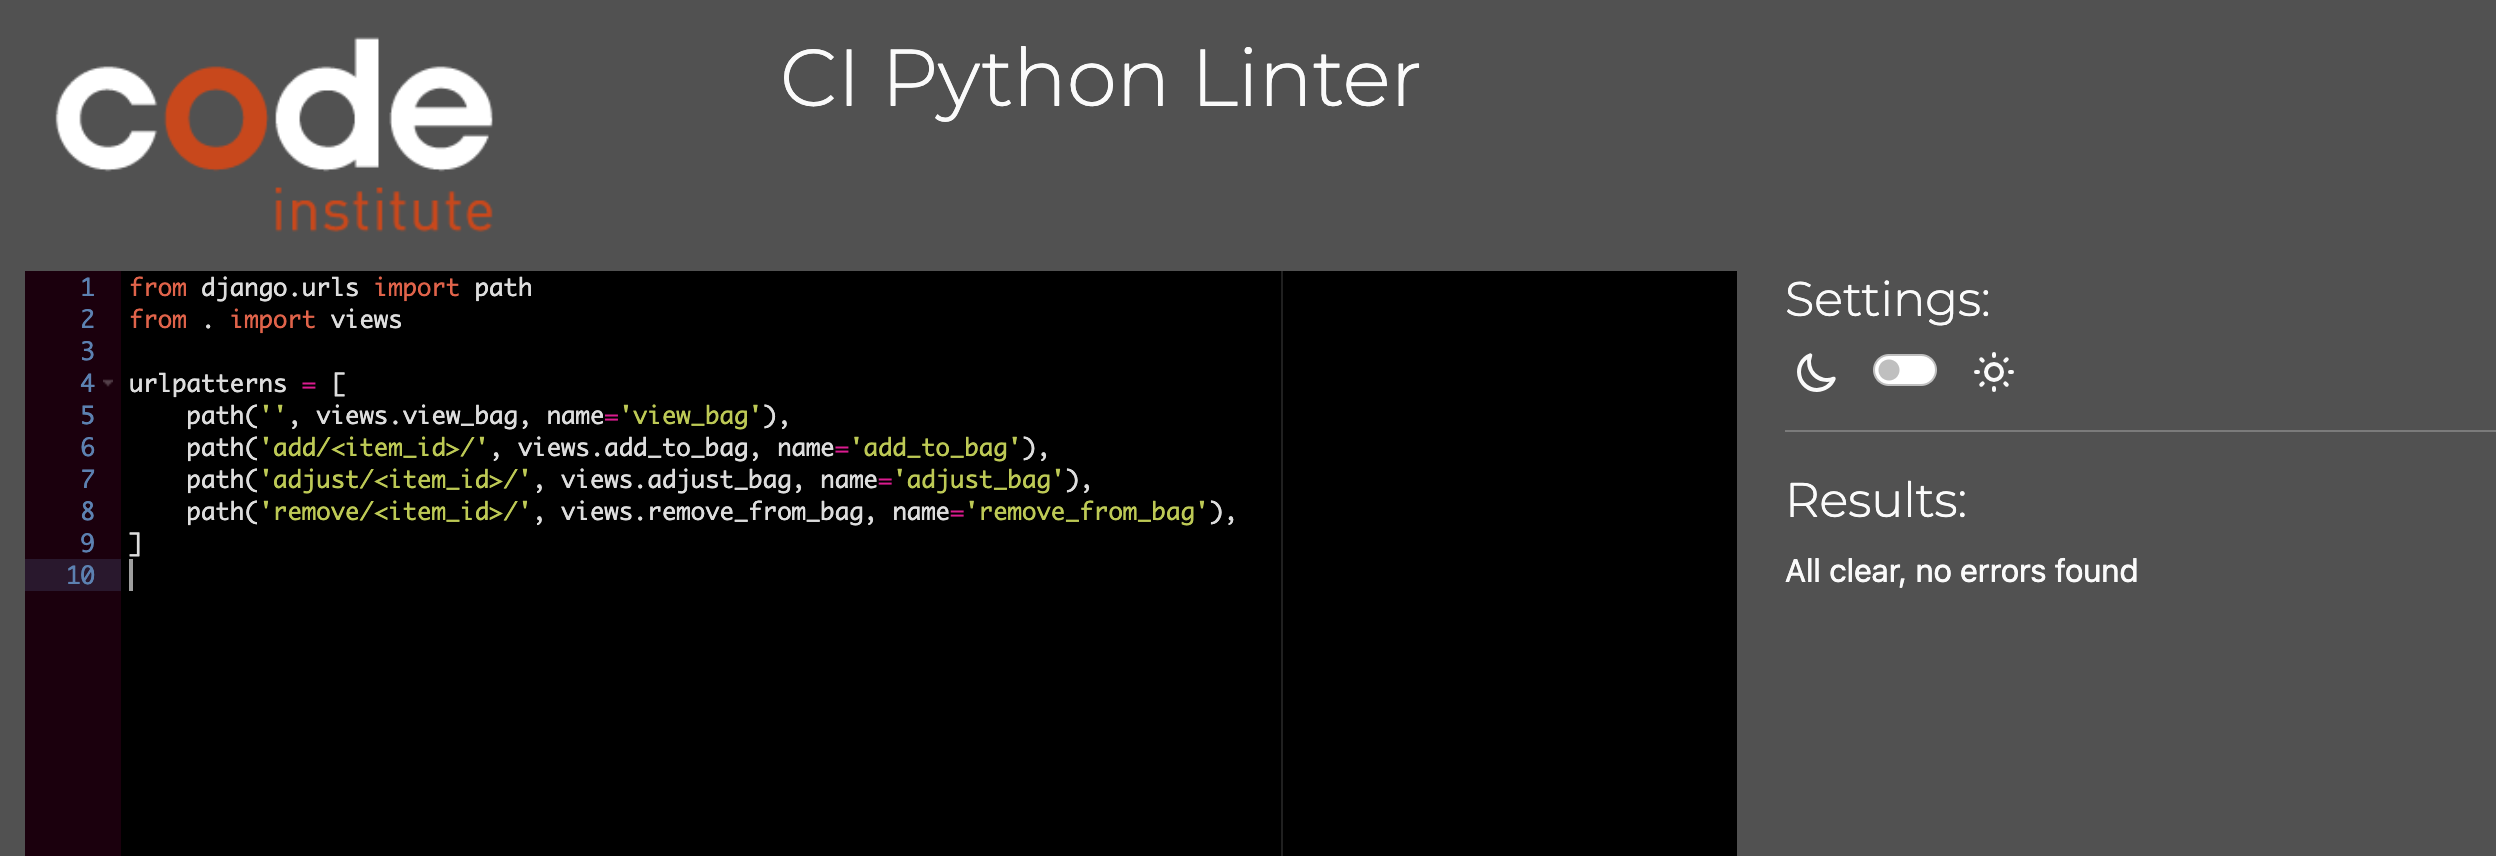 code
institute
CI Python Linter
1 from django.urls import path
2 from . import views
3
4 urlpatterns = [
5     path('', views.view_bag, name='view_bag'),
6     path('add/<item_id>/', views.add_to_bag, name='add_to_bag'),
7     path('adjust/<item_id>/', views.adjust_bag, name='adjust_bag'),
8     path('remove/<item_id>/', views.remove_from_bag, name='remove_from_bag'),
9 ]
10
Settings:
Results:
All clear, no errors found